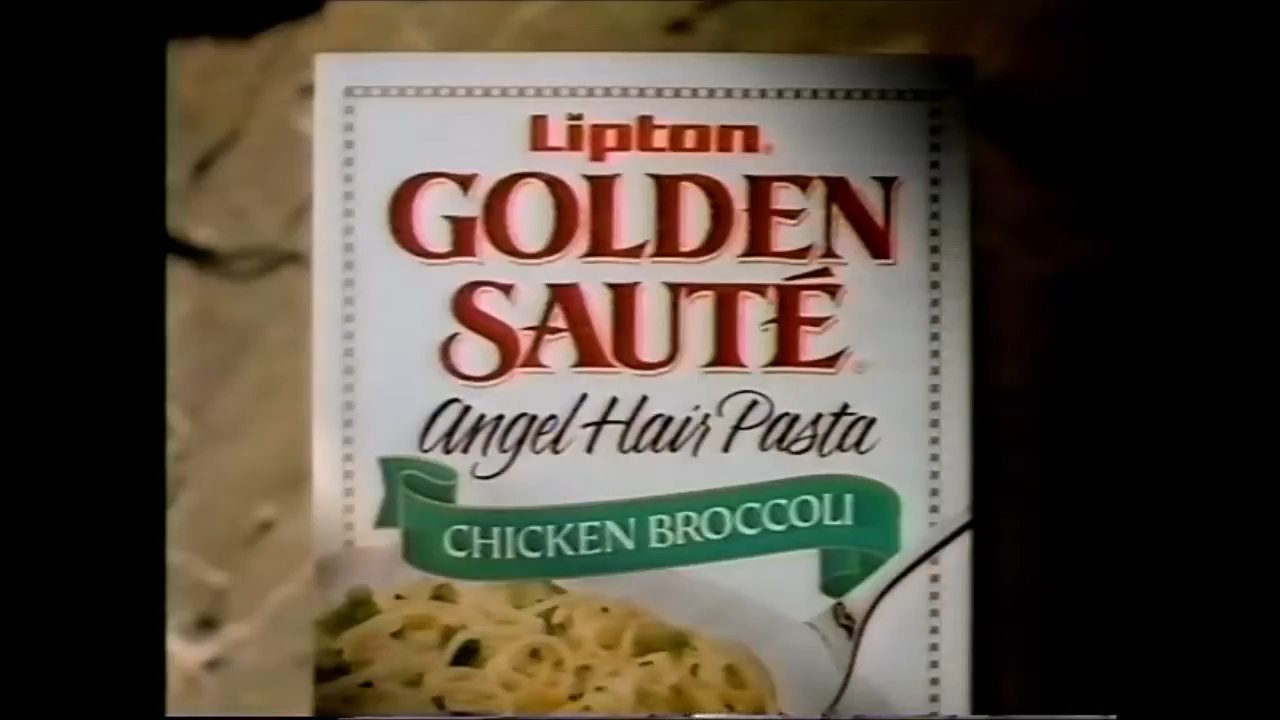 Lipton®
GOLDEN
SAUTÉ®
Angel Hair Pasta
CHICKEN BROCCOLI